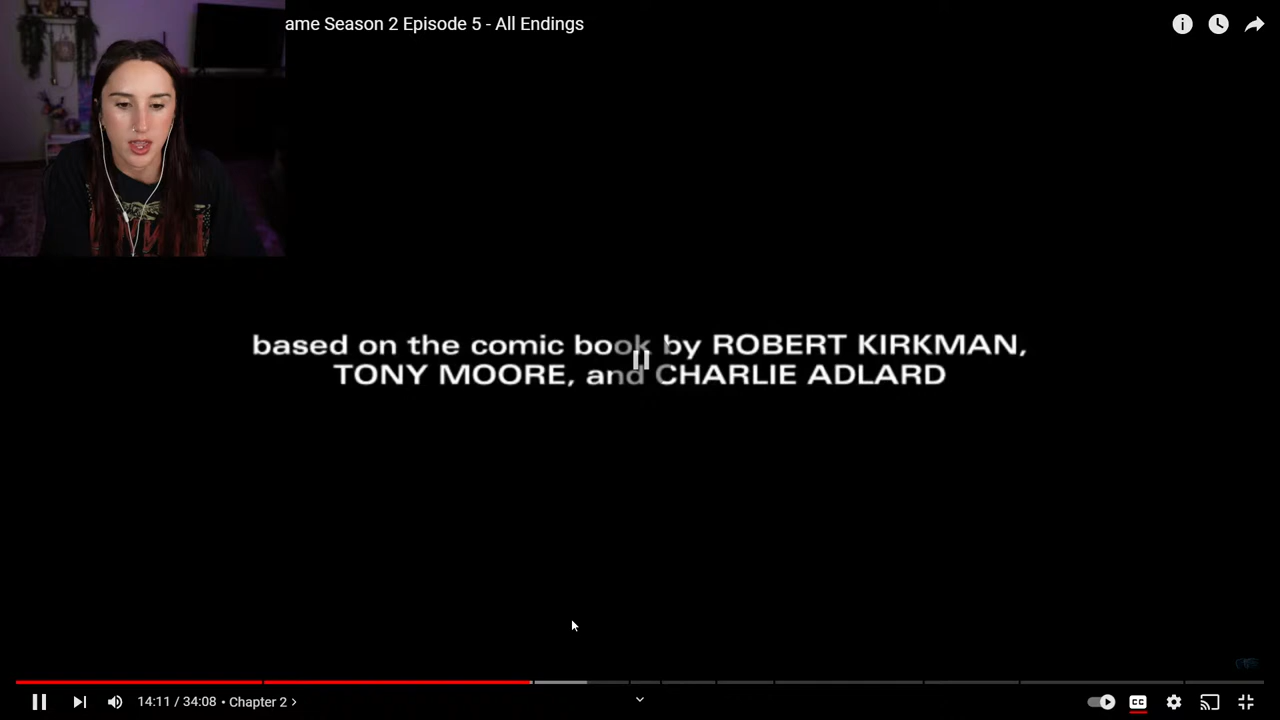 ame Season 2 Episode 5 - All Endings
based on the comic book by ROBERT KIRKMAN,
TONY MOORE, and CHARLIE ADLARD
14:11 / 34:08 • Chapter 2 >
CC